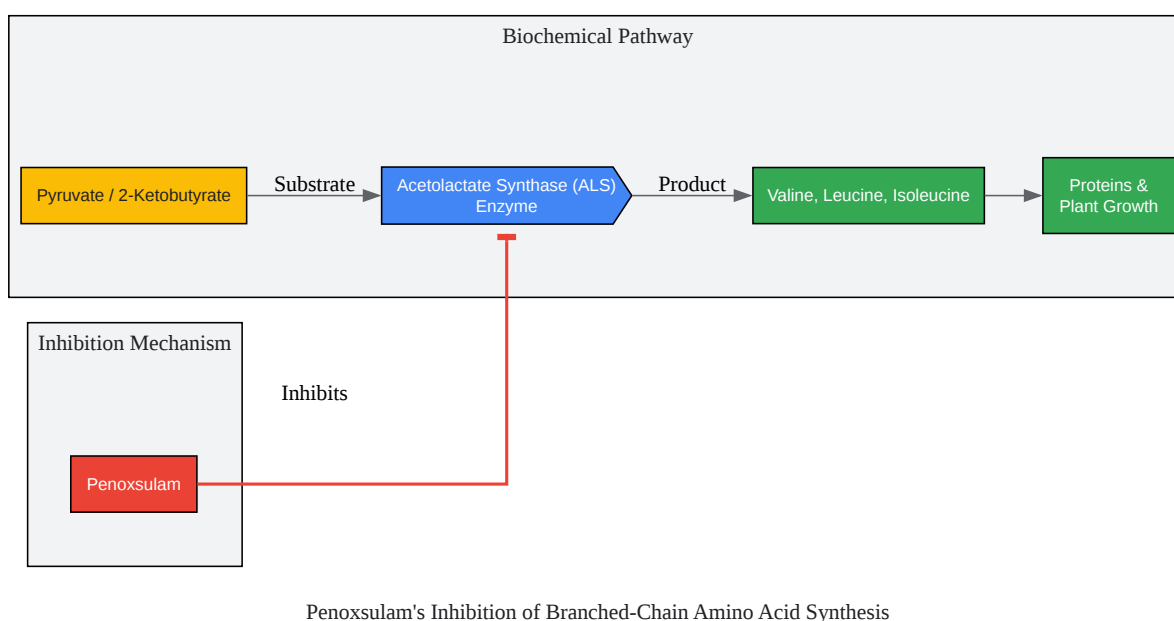 Biochemical Pathway
Pyruvate / 2-Ketobutyrate
Substrate
Acetolactate Synthase (ALS)
Enzyme
Product
Valine, Leucine, Isoleucine
Proteins &
Plant Growth
Inhibition Mechanism
Inhibits
Penoxsulam
Penoxsulam's Inhibition of Branched-Chain Amino Acid Synthesis